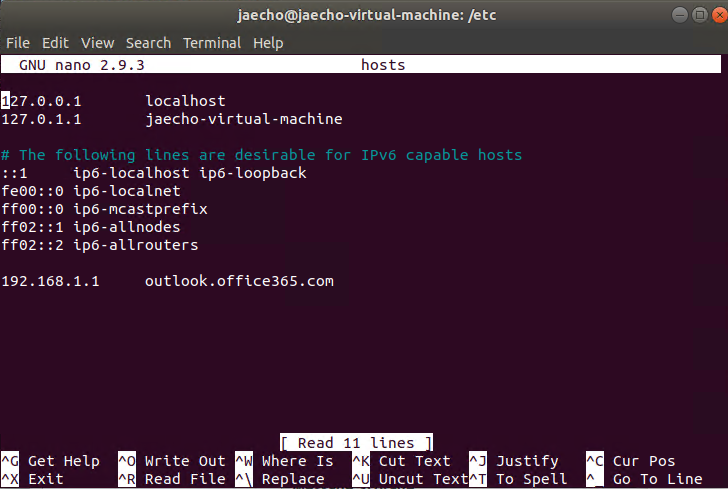 jaecho@jaecho-virtual-machine: /etc
File Edit View Search Terminal Help
GNU nano 2.9.3 hosts
127.0.0.1 localhost
127.0.1.1 jaecho-virtual-machine
# The following lines are desirable for IPv6 capable hosts
::1 ip6-localhost ip6-loopback
fe00::0 ip6-localnet
ff00::0 ip6-mcastprefix
ff02::1 ip6-allnodes
ff02::2 ip6-allrouters
192.168.1.1 outlook.office365.com
[ Read 11 lines ]
^G Get Help ^O Write Out ^W Where Is ^K Cut Text ^J Justify ^C Cur Pos
^X Exit ^R Read File ^\ Replace ^U Uncut Text ^T To Spell ^_ Go To Line